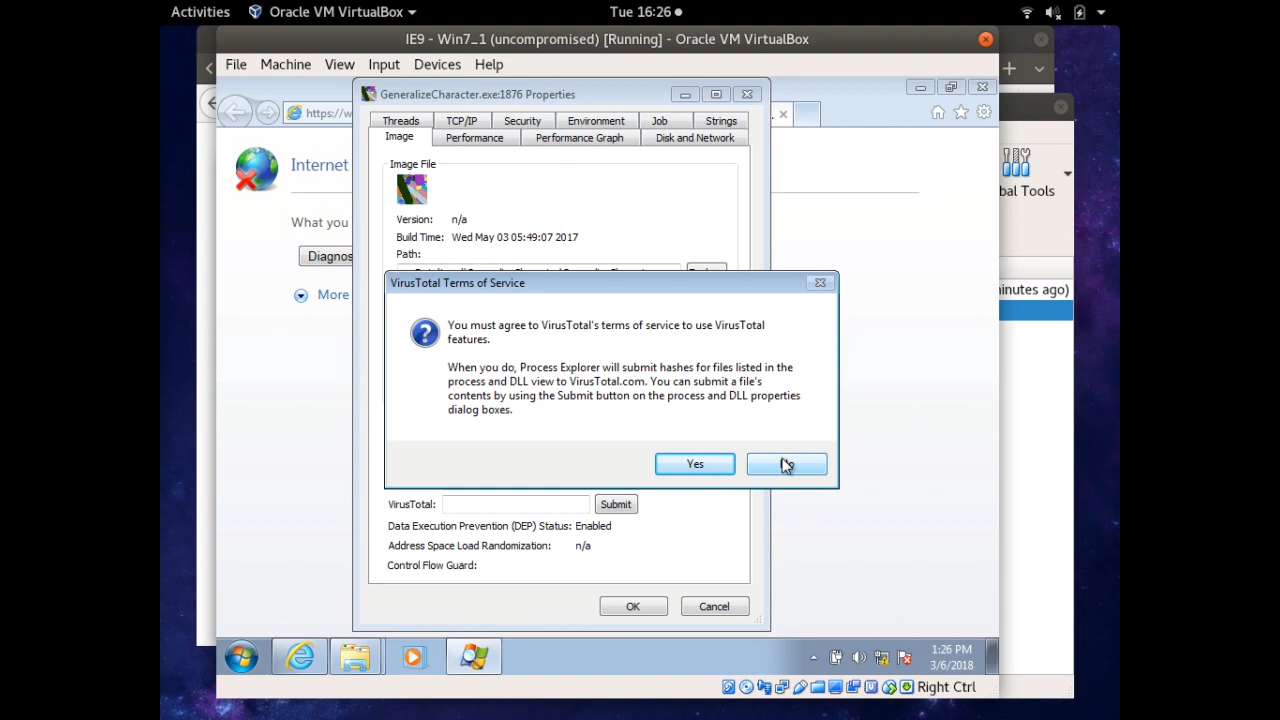 Activities
Oracle VM VirtualBox
Tue 16:26
IE9 - Win7_1 (uncompromised) [Running] - Oracle VM VirtualBox
File Machine View Input Devices Help
GeneralizeCharacter.exe:1876 Properties
https://w
Threads TCP/IP Security Environment Job Strings
Image Performance Performance Graph Disk and Network
Image File
Internet
bal Tools
Version: n/a
What you
Build Time: Wed May 03 05:49:07 2017
Path:
Diagnos
VirusTotal Terms of Service
inutes ago)
More
You must agree to VirusTotal's terms of service to use VirusTotal
features.
When you do, Process Explorer will submit hashes for files listed in the
process and DLL view to VirusTotal.com. You can submit a file's
contents by using the Submit button on the process and DLL properties
dialog boxes.
Yes
VirusTotal: Submit
Data Execution Prevention (DEP) Status: Enabled
Address Space Load Randomization: n/a
Control Flow Guard:
OK Cancel
1:26 PM
3/6/2018
Right Ctrl